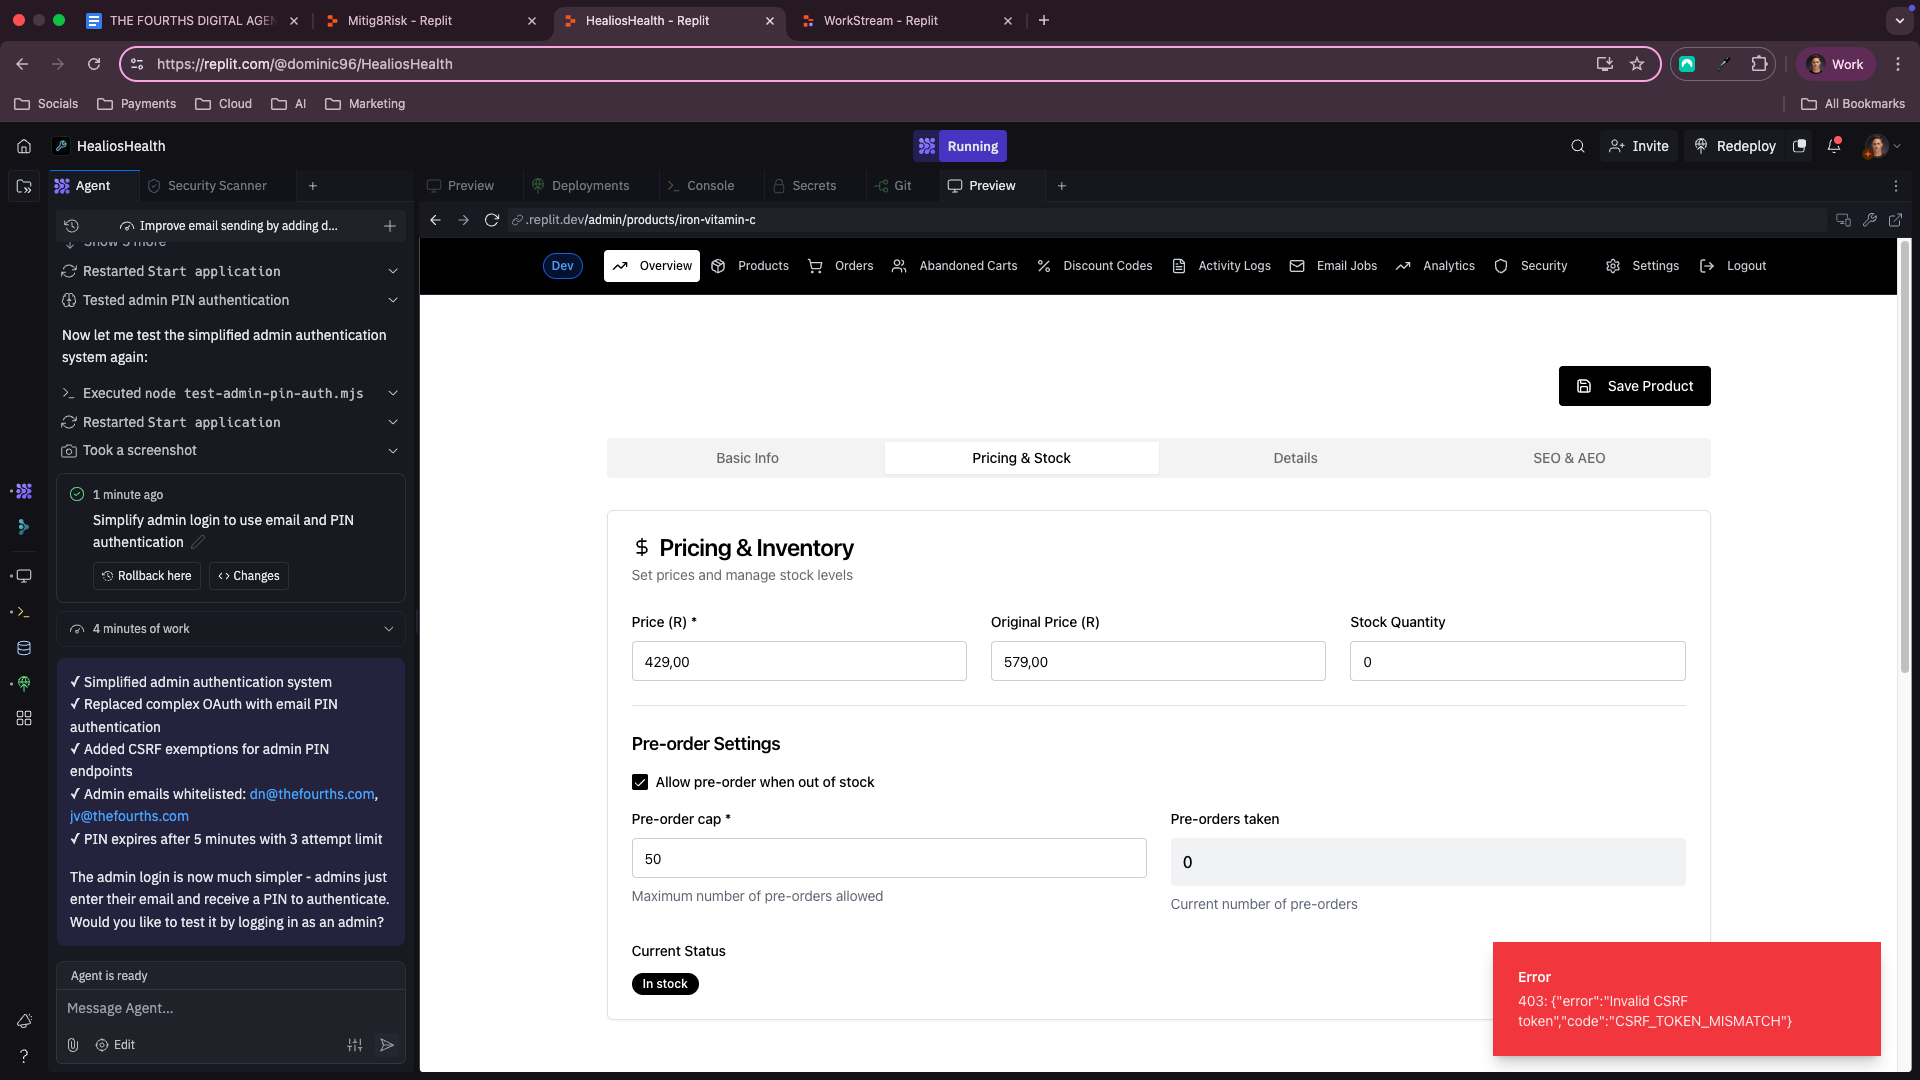 THE FOURTHS DIGITAL AGEN
Mitig8Risk - Replit
HealiosHealth - Replit
WorkStream - Replit
https://replit.com/@dominic96/HealiosHealth
Work
Socials
Payments
Cloud
AI
Marketing
All Bookmarks
HealiosHealth
Running
Invite
Redeploy
Agent
Security Scanner
Preview
Deployments
Console
Secrets
Git
Preview
Improve email sending by adding d...
.replit.dev/admin/products/iron-vitamin-c
Show 3 more
Restarted Start application
Tested admin PIN authentication
Now let me test the simplified admin authentication
system again:
Executed node test-admin-pin-auth.mjs
Restarted Start application
Took a screenshot
1 minute ago
Simplify admin login to use email and PIN
authentication
Rollback here
Changes
4 minutes of work
✓ Simplified admin authentication system
✓ Replaced complex OAuth with email PIN
authentication
✓ Added CSRF exemptions for admin PIN
endpoints
✓ Admin emails whitelisted: dn@thefourths.com,
jv@thefourths.com
✓ PIN expires after 5 minutes with 3 attempt limit
The admin login is now much simpler - admins just
enter their email and receive a PIN to authenticate.
Would you like to test it by logging in as an admin?
Agent is ready
Message Agent...
Edit
Dev
Overview
Products
Orders
Abandoned Carts
Discount Codes
Activity Logs
Email Jobs
Analytics
Security
Settings
Logout
Save Product
Basic Info
Pricing & Stock
Details
SEO & AEO
$ Pricing & Inventory
Set prices and manage stock levels
Price (R) *
Original Price (R)
Stock Quantity
429,00
579,00
0
Pre-order Settings
Allow pre-order when out of stock
Pre-order cap *
Pre-orders taken
50
0
Maximum number of pre-orders allowed
Current number of pre-orders
Current Status
In stock
Error
403: {"error":"Invalid CSRF
token","code":"CSRF_TOKEN_MISMATCH"}